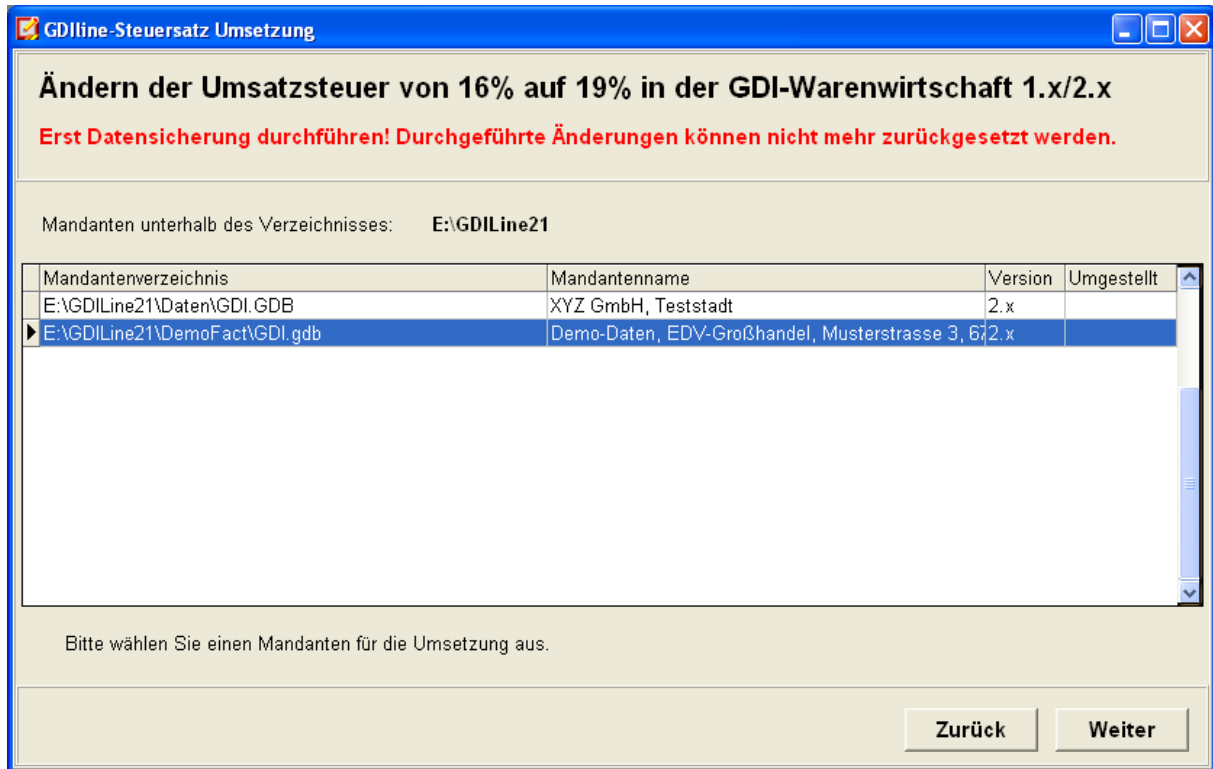 GDIline-Steuersatz Umsetzung
Ändern der Umsatzsteuer von 16% auf 19% in der GDI-Warenwirtschaft 1.x/2.x
Erst Datensicherung durchführen! Durchgeführte Änderungen können nicht mehr zurückgesetzt werden.
Mandanten unterhalb des Verzeichnisses: E:\GDILine21
Mandantenverzeichnis Mandantenname Version Umgestellt
E:\GDILine21\Daten\GDI.GDB XYZ GmbH, Teststadt 2.x
E:\GDILine21\DemoFact\GDI.gdb Demo-Daten, EDV-Großhandel, Musterstrasse 3, 67 2.x
Bitte wählen Sie einen Mandanten für die Umsetzung aus.
Zurück Weiter